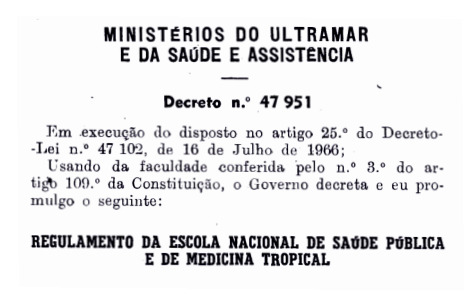 MINISTÉRIOS DO ULTRAMAR
E DA SAÚDE E ASSISTÊNCIA
Decreto n.º 47 951
Em execução do disposto no artigo 25.º do Decreto-
-Lei n.º 47 102, de 16 de Julho de 1966;
Usando da faculdade conferida pelo n.º 3.º do ar-
tigo 109.º da Constituição, o Governo decreta e eu pro-
mulgo o seguinte:
REGULAMENTO DA ESCOLA NACIONAL DE SAÚDE PÚBLICA
E DE MEDICINA TROPICAL